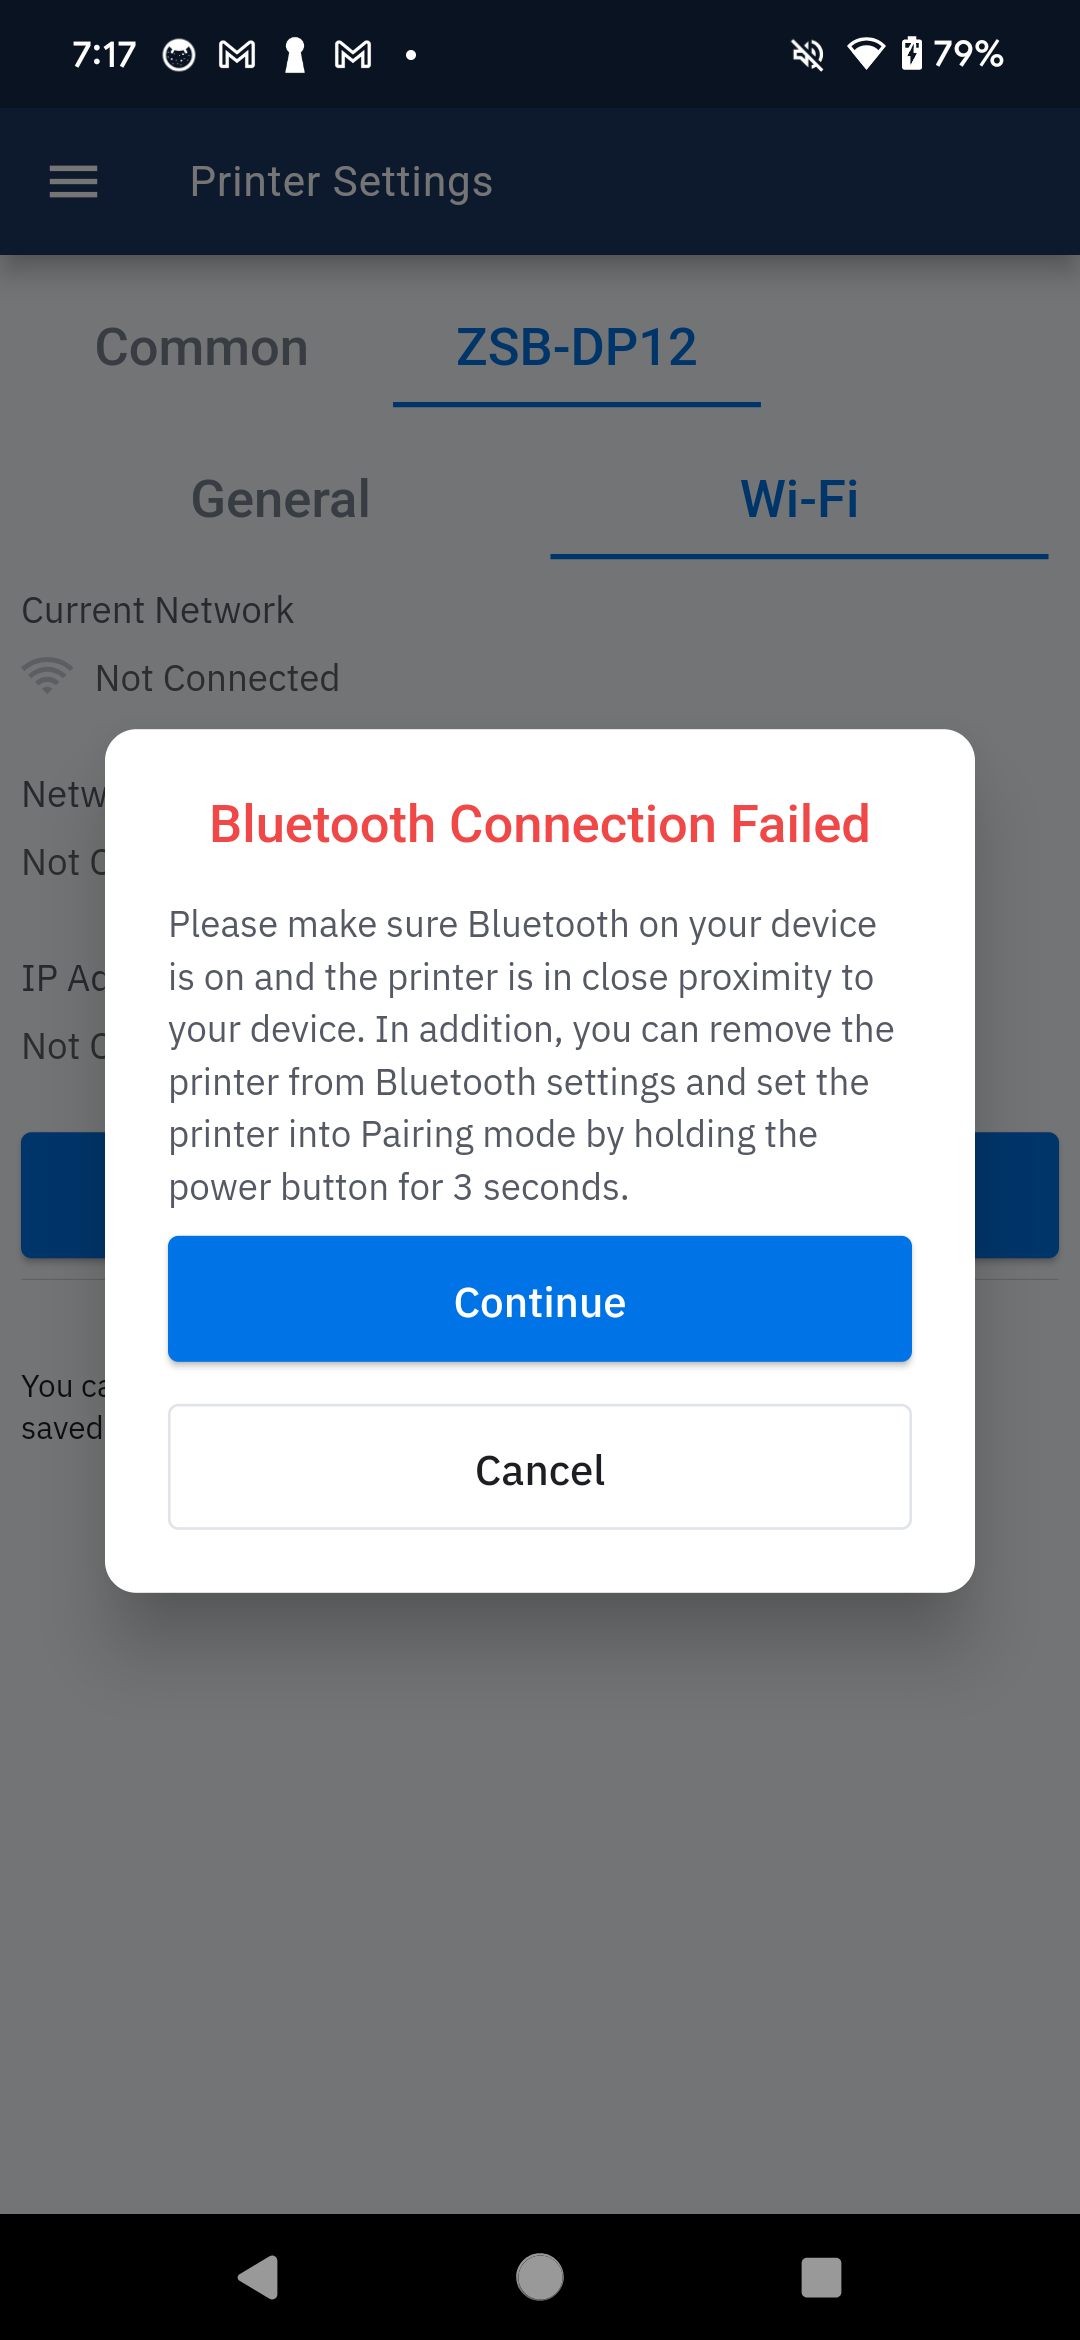 7:17
79%
Printer Settings
Common ZSB-DP12
General Wi-Fi
Current Network
Not Connected
Bluetooth Connection Failed
Please make sure Bluetooth on your device
is on and the printer is in close proximity to
your device. In addition, you can remove the
printer from Bluetooth settings and set the
printer into Pairing mode by holding the
power button for 3 seconds.
Continue
Cancel
Netw
Not C
IP Ad
Not C
You ca
saved